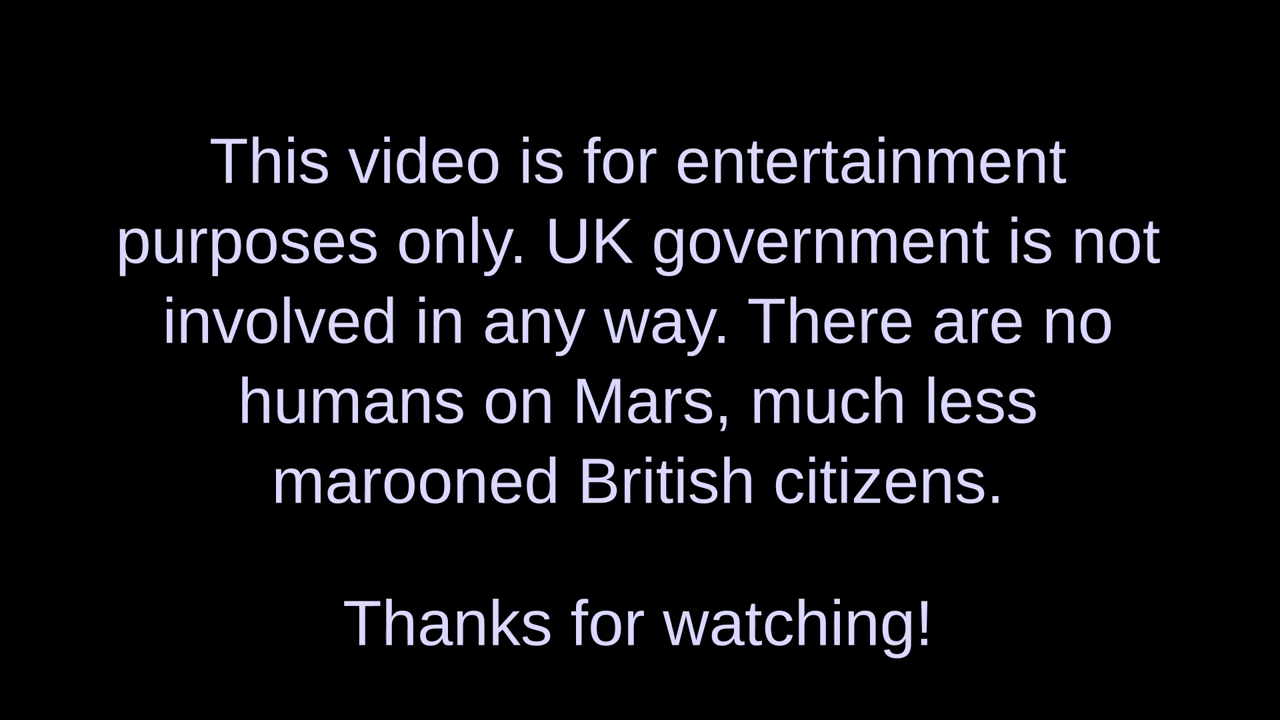 This video is for entertainment
purposes only. UK government is not
involved in any way. There are no
humans on Mars, much less
marooned British citizens.
Thanks for watching!